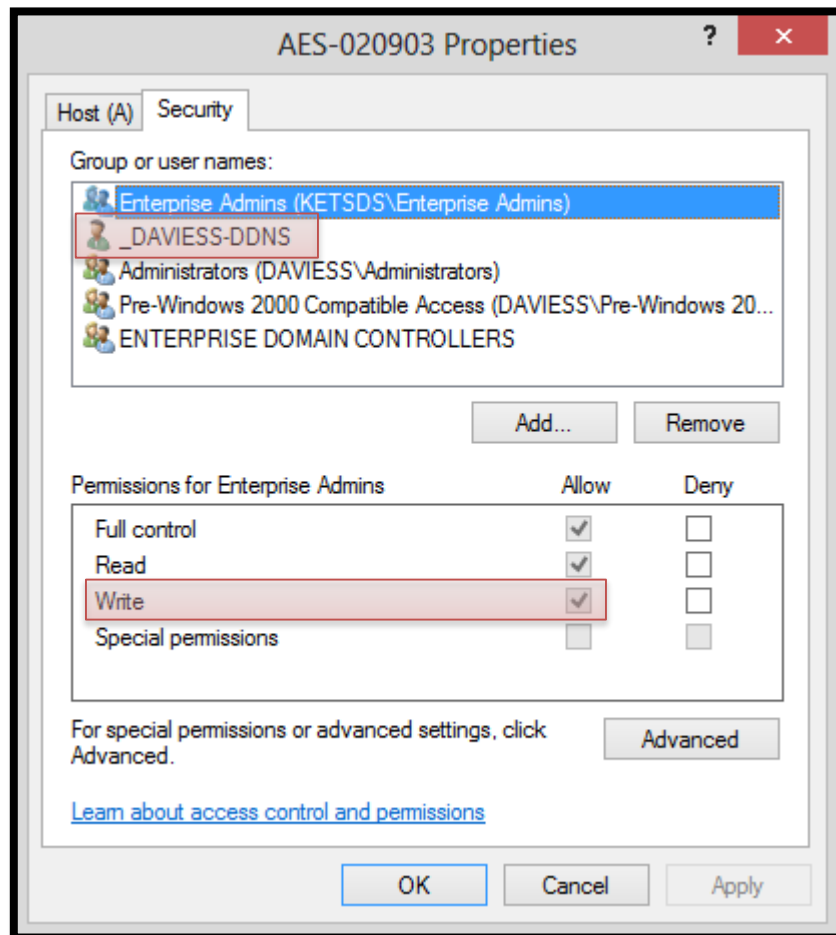 AES-020903 Properties
?
×
Host (A)
Security
Group or user names:
Enterprise Admins (KETSDS\Enterprise Admins)
_DAVIESS-DDNS
Administrators (DAVIESS\Administrators)
Pre-Windows 2000 Compatible Access (DAVIESS\Pre-Windows 20...
ENTERPRISE DOMAIN CONTROLLERS
Add...
Remove
Permissions for Enterprise Admins
Allow
Deny
Full control
Read
Write
Special permissions
For special permissions or advanced settings, click
Advanced.
Advanced
Learn about access control and permissions
OK
Cancel
Apply